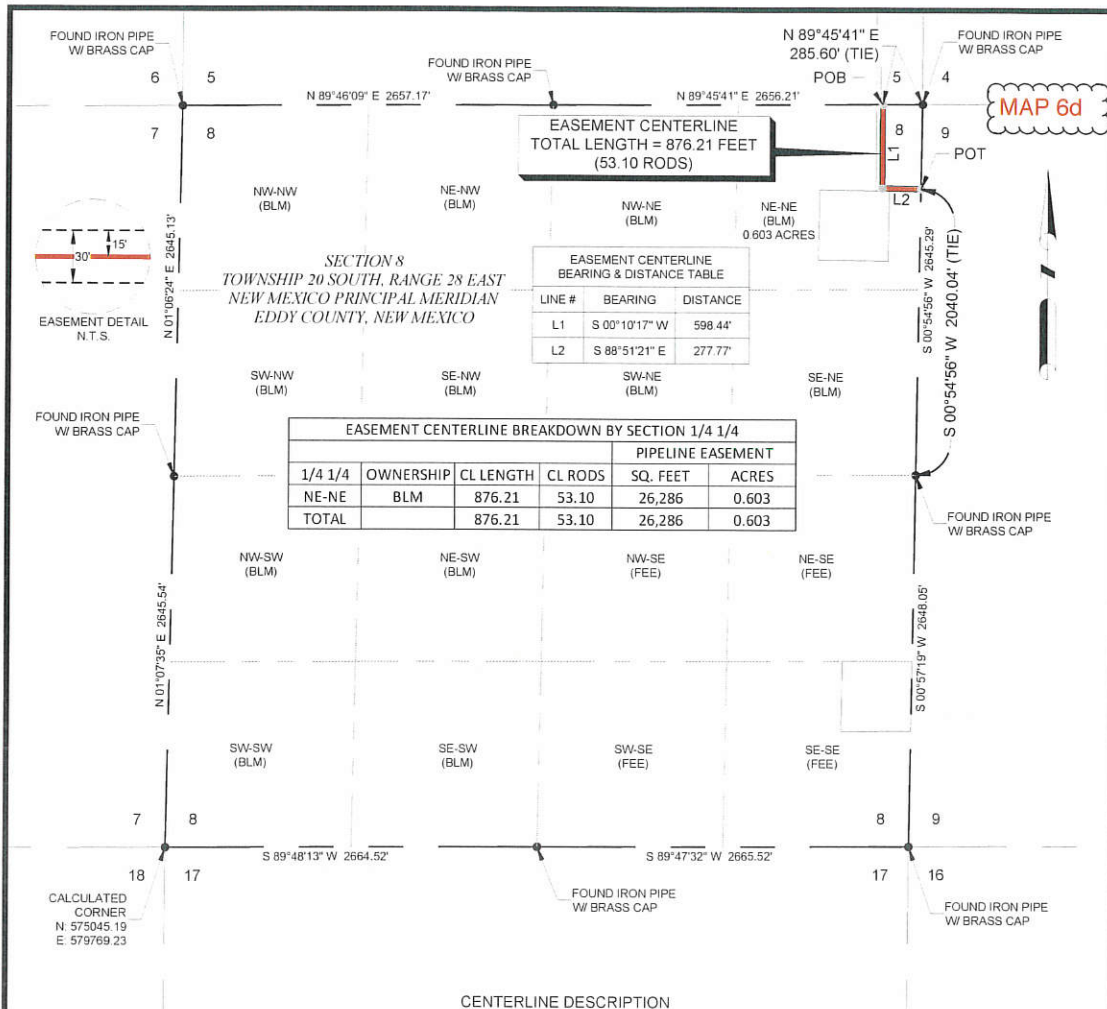 FOUND IRON PIPE
W/ BRASS CAP
6 5
7 8
N 89°46'09" E 2657.17'
FOUND IRON PIPE
W/ BRASS CAP
N 89°45'41" E 2656.21'
N 89°45'41" E
285.60' (TIE)
POB
5 4
8 9
FOUND IRON PIPE
W/ BRASS CAP
MAP 6d
EASEMENT CENTERLINE
TOTAL LENGTH = 876.21 FEET
(53.10 RODS)
L1
L2
POT
NW-NW
(BLM)
NE-NW
(BLM)
NW-NE
(BLM)
NE-NE
(BLM)
0.603 ACRES
15'
30'
EASEMENT DETAIL
N.T.S.
N 01°06'24" E 2645.13'
SECTION 8
TOWNSHIP 20 SOUTH, RANGE 28 EAST
NEW MEXICO PRINCIPAL MERIDIAN
EDDY COUNTY, NEW MEXICO
EASEMENT CENTERLINE
BEARING & DISTANCE TABLE
LINE # BEARING DISTANCE
L1 S 00°10'17" W 598.44'
L2 S 88°51'21" E 277.77'
S 00°54'56" W 2645.29'
S 00°54'56" W 2040.04' (TIE)
SW-NW
(BLM)
SE-NW
(BLM)
SW-NE
(BLM)
SE-NE
(BLM)
FOUND IRON PIPE
W/ BRASS CAP
EASEMENT CENTERLINE BREAKDOWN BY SECTION 1/4 1/4
PIPELINE EASEMENT
1/4 1/4 OWNERSHIP CL LENGTH CL RODS SQ. FEET ACRES
NE-NE BLM 876.21 53.10 26,286 0.603
TOTAL 876.21 53.10 26,286 0.603
FOUND IRON PIPE
W/ BRASS CAP
NW-SW
(BLM)
NE-SW
(BLM)
NW-SE
(FEE)
NE-SE
(FEE)
N 01°07'35" E 2645.54'
S 00°57'19" W 2648.05'
SW-SW
(BLM)
SE-SW
(BLM)
SW-SE
(FEE)
SE-SE
(FEE)
7 8
18 17
S 89°48'13" W 2664.52'
S 89°47'32" W 2665.52'
8 9
17 16
CALCULATED
CORNER
N: 575045.19
E: 579769.23
FOUND IRON PIPE
W/ BRASS CAP
FOUND IRON PIPE
W/ BRASS CAP
CENTERLINE DESCRIPTION